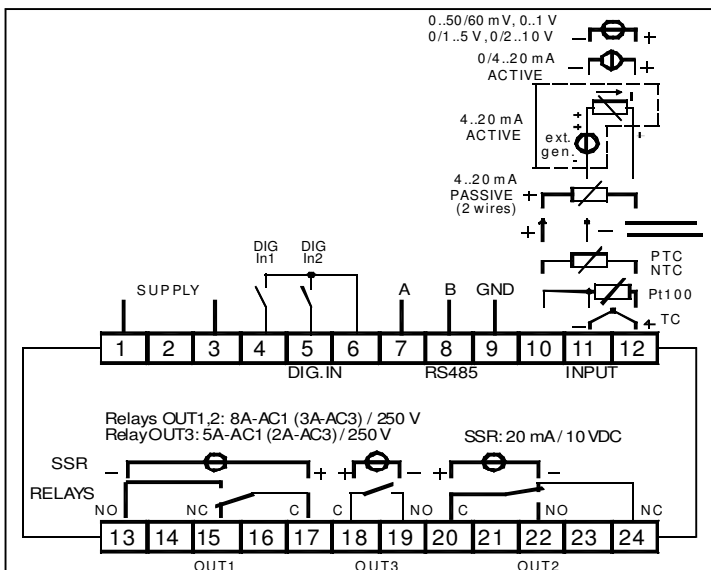 0..50/60 mV, 0..1 V
0/1..5 V, 0/2..10 V
- +
0/4..20 mA
ACTIVE
- +
4..20 mA
ACTIVE
+
+
ext.
gen.
-
4..20 mA
PASSIVE
(2 wires)
+
+ -
PTC
NTC
Pt100
- + TC
DIG
In1
DIG
In2
SUPPLY
A B GND
1 2 3 4 5 6 7 8 9 10 11 12
DIG.IN RS485 INPUT
Relays OUT1,2: 8A-AC1 (3A-AC3) / 250 V
Relay OUT3: 5A-AC1 (2A-AC3) / 250 V
SSR: 20 mA / 10 VDC
SSR - + + - + -
RELAYS
NO NC C C NO C NO NC
13 14 15 16 17 18 19 20 21 22 23 24
OUT1 OUT3 OUT2